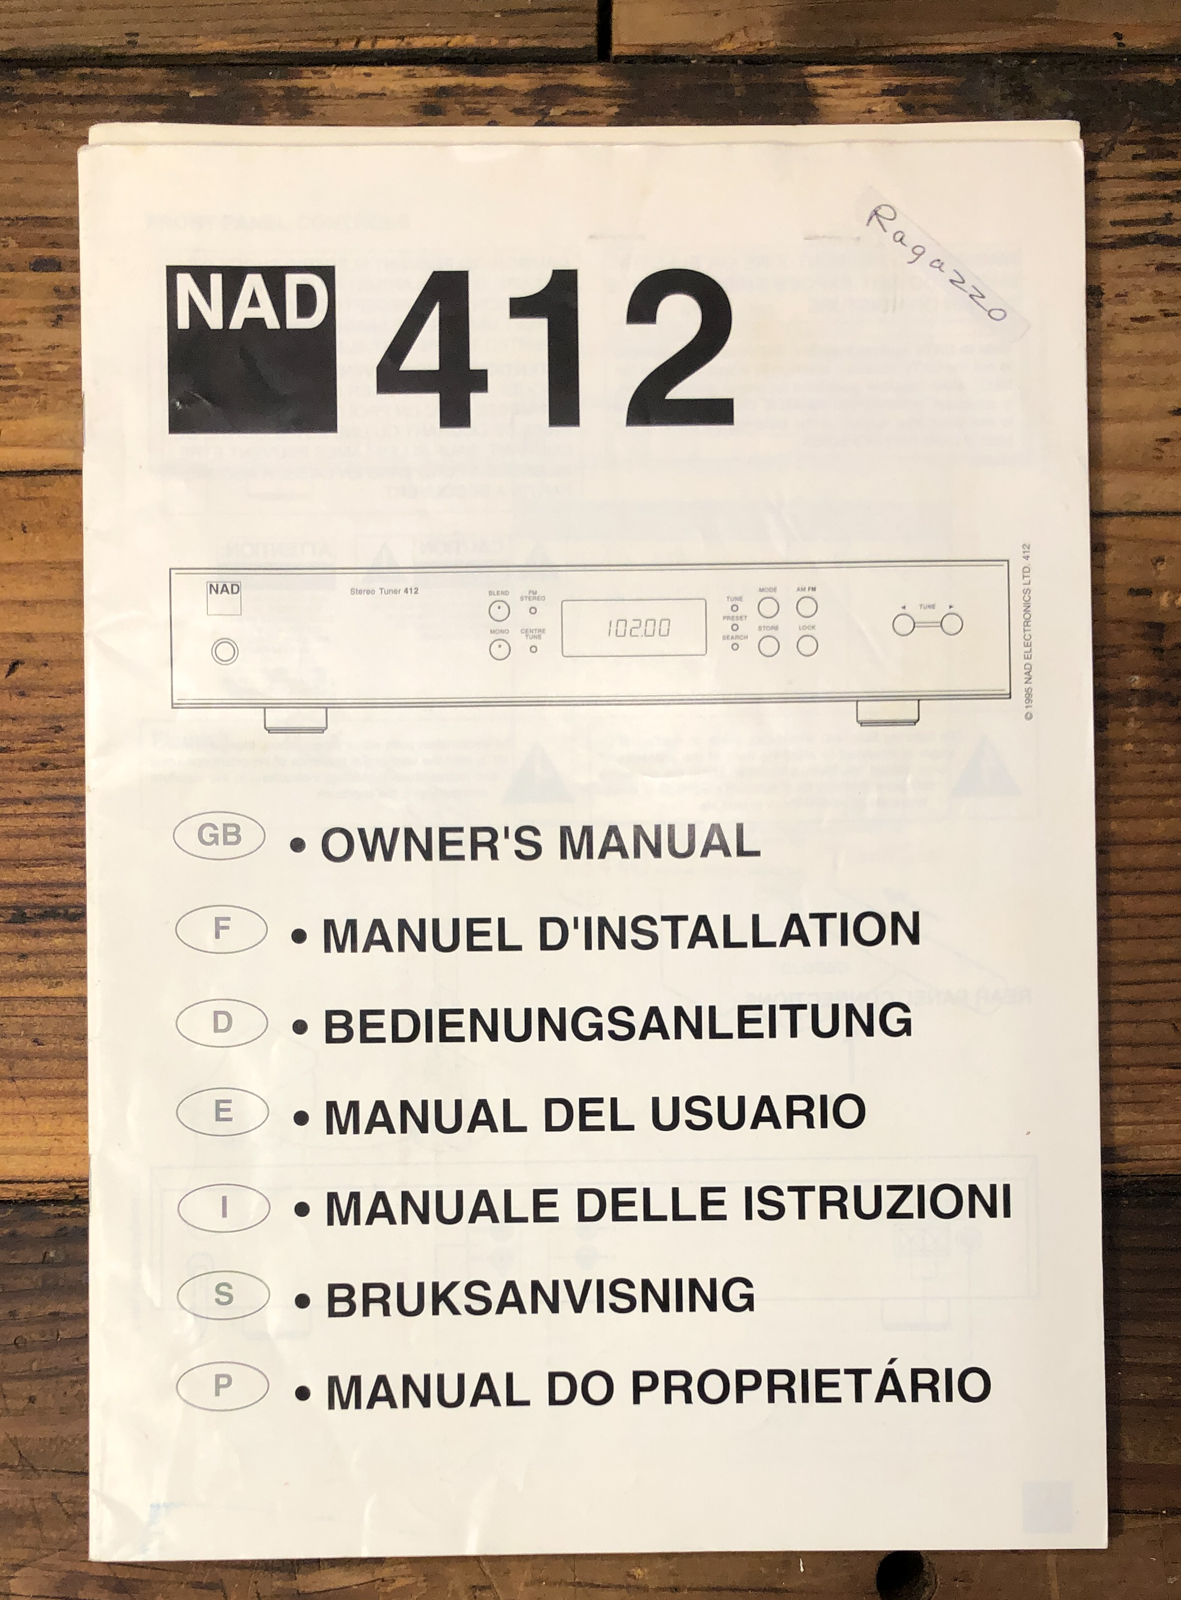 Ragazzo
NAD 412
NAD
Stereo Tuner 412
BLEND
FM STEREO
MONO
CENTRE TUNE
102.00
TUNE
PRESET
SEARCH
MODE
AM FM
STORE
LOCK
TUNE
© 1995 NAD ELECTRONICS LTD. 412
GB • OWNER'S MANUAL
F • MANUEL D'INSTALLATION
D • BEDIENUNGSANLEITUNG
E • MANUAL DEL USUARIO
I • MANUALE DELLE ISTRUZIONI
S • BRUKSANVISNING
P • MANUAL DO PROPRIETÁRIO